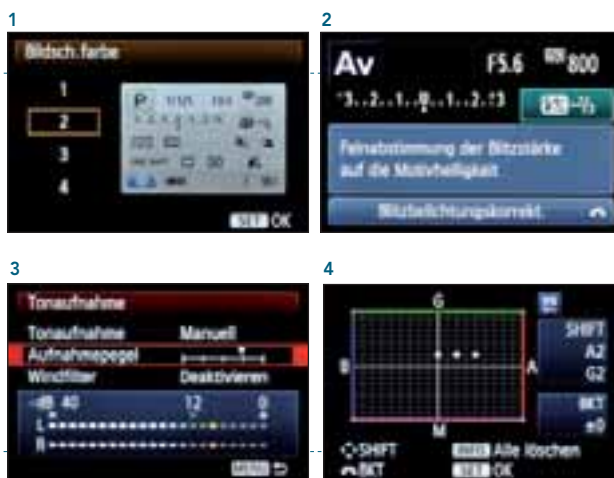 1
Bildsch.farbe
1
2
3
4
P
SET OK
2
Av F5.6 ISO 800
-3..2..1..0..1..2..+3
Feinabstimmung der Blitzstärke
auf die Motivhelligkeit
Blitzbelichtungskorrekt.
3
Tonaufnahme
Tonaufnahme Manuell
Aufnahmepegel
Windfilter Deaktivieren
-dB 40 12 0
L
R
MENU
4
G
B A
M
SHIFT
A2
G2
BKT
±0
SHIFT INFO. Alle löschen
BKT SET OK